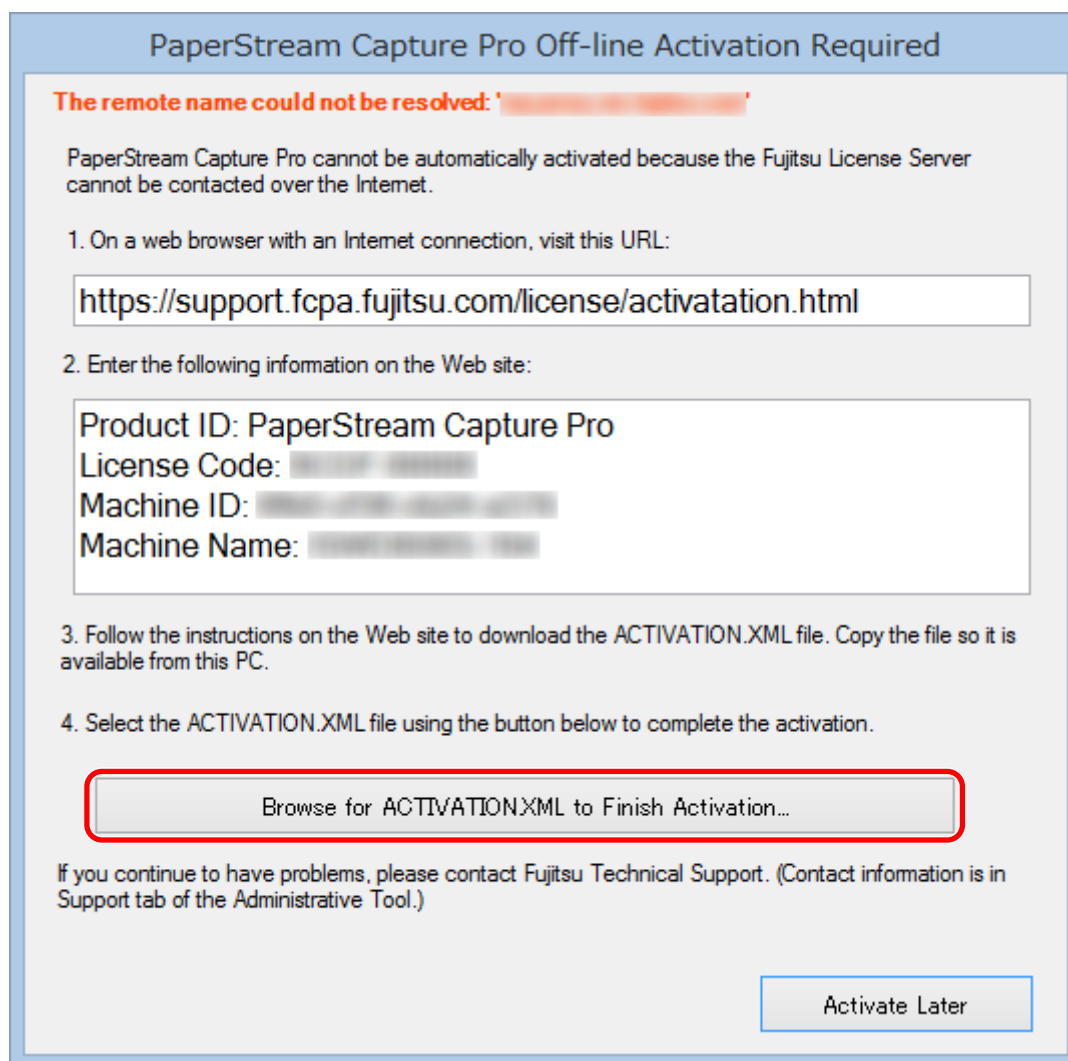 PaperStream Capture Pro Off-line Activation Required
The remote name could not be resolved: ' '
PaperStream Capture Pro cannot be automatically activated because the Fujitsu License Server
cannot be contacted over the Internet.
1. On a web browser with an Internet connection, visit this URL:
https://support.fcpa.fujitsu.com/license/activatation.html
2. Enter the following information on the Web site:
Product ID: PaperStream Capture Pro
License Code:
Machine ID:
Machine Name:
3. Follow the instructions on the Web site to download the ACTIVATION.XML file. Copy the file so it is
available from this PC.
4. Select the ACTIVATION.XML file using the button below to complete the activation.
Browse for ACTIVATION.XML to Finish Activation...
If you continue to have problems, please contact Fujitsu Technical Support. (Contact information is in
Support tab of the Administrative Tool.)
Activate Later